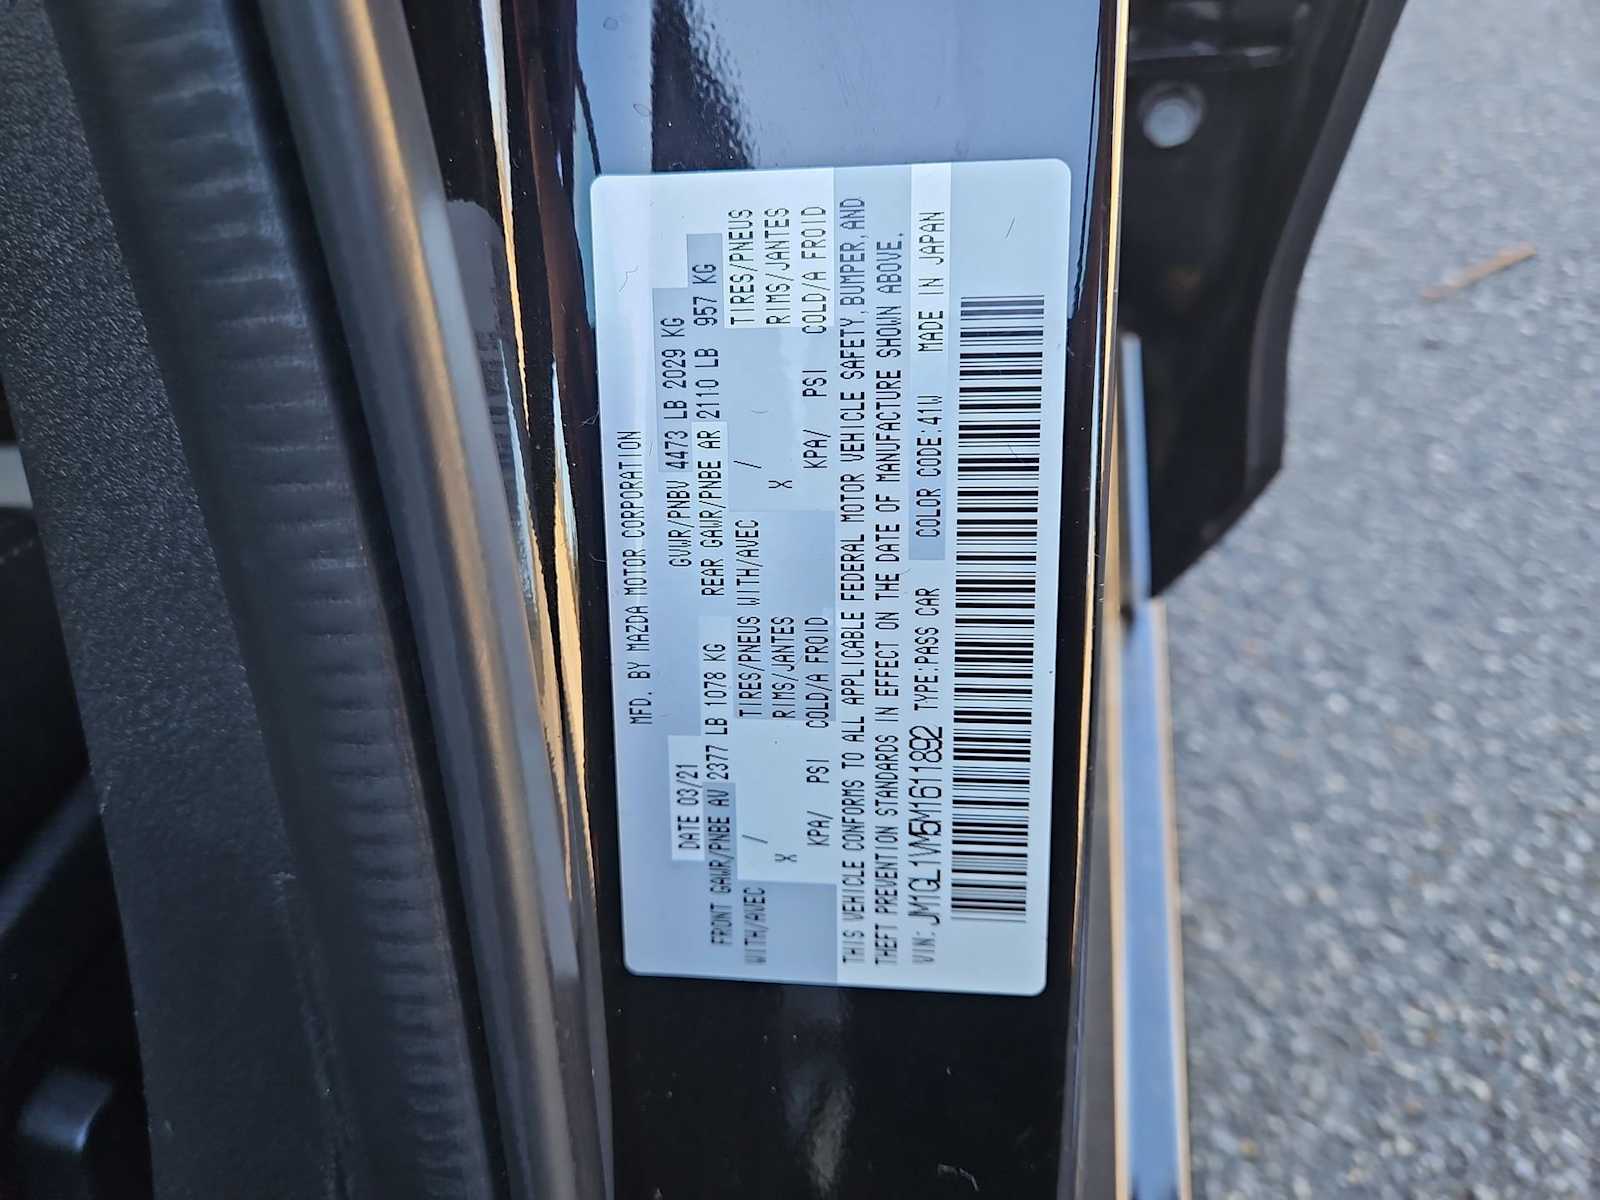 MFD. BY MAZDA MOTOR CORPORATION
DATE 03/21 GVWR/PNBV 4473 LB 2029 KG
FRONT GAWR/PNBE AV 2377 LB 1078 KG REAR GAWR/PNBE AR 2110 LB 957 KG
WITH/AVEC / TIRES/PNEUS WITH/AVEC / TIRES/PNEUS
X RIMS/JANTES X RIMS/JANTES
KPA/ PSI COLD/A FROID KPA/ PSI COLD/A FROID
THIS VEHICLE CONFORMS TO ALL APPLICABLE FEDERAL MOTOR VEHICLE SAFETY, BUMPER, AND
THEFT PREVENTION STANDARDS IN EFFECT ON THE DATE OF MANUFACTURE SHOWN ABOVE.
VIN: JM1GL1VM5M1611892 TYPE:PASS CAR COLOR CODE:41W MADE IN JAPAN